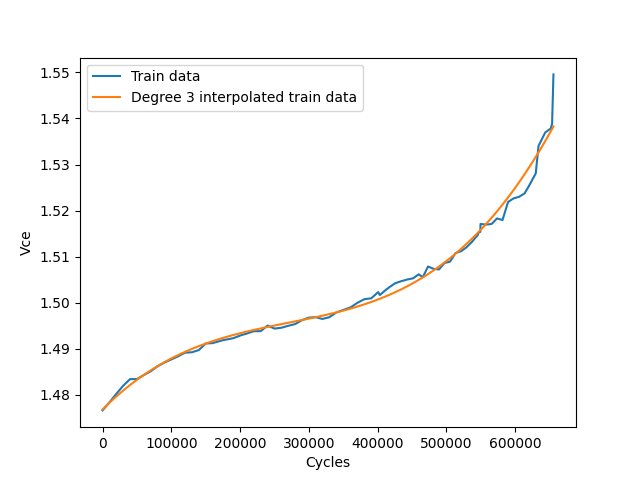 Train data
Degree 3 interpolated train data
1.55
1.54
1.53
1.52
1.51
1.50
1.49
1.48
Vce
0 100000 200000 300000 400000 500000 600000
Cycles